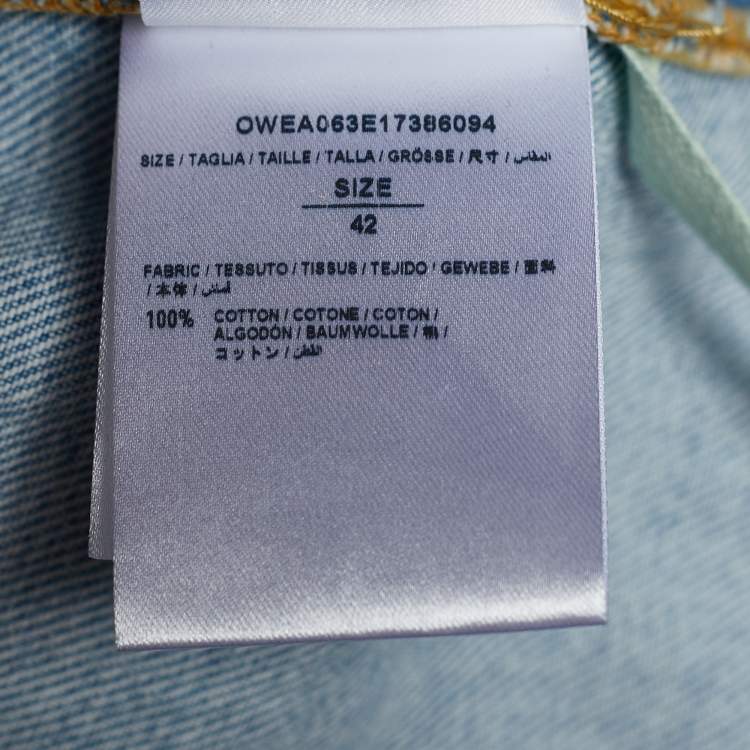 OWEA063E17386094
SIZE / TAGLIA / TAILLE / TALLA / GRÖSSE / 尺寸 / المقاس
SIZE
42
FABRIC / TESSUTO / TISSUS / TEJIDO / GEWEBE / 面料
/ 本体 / قماش
100% COTTON / COTONE / COTON /
ALGODÓN / BAUMWOLLE / 棉 /
コットン / القطن